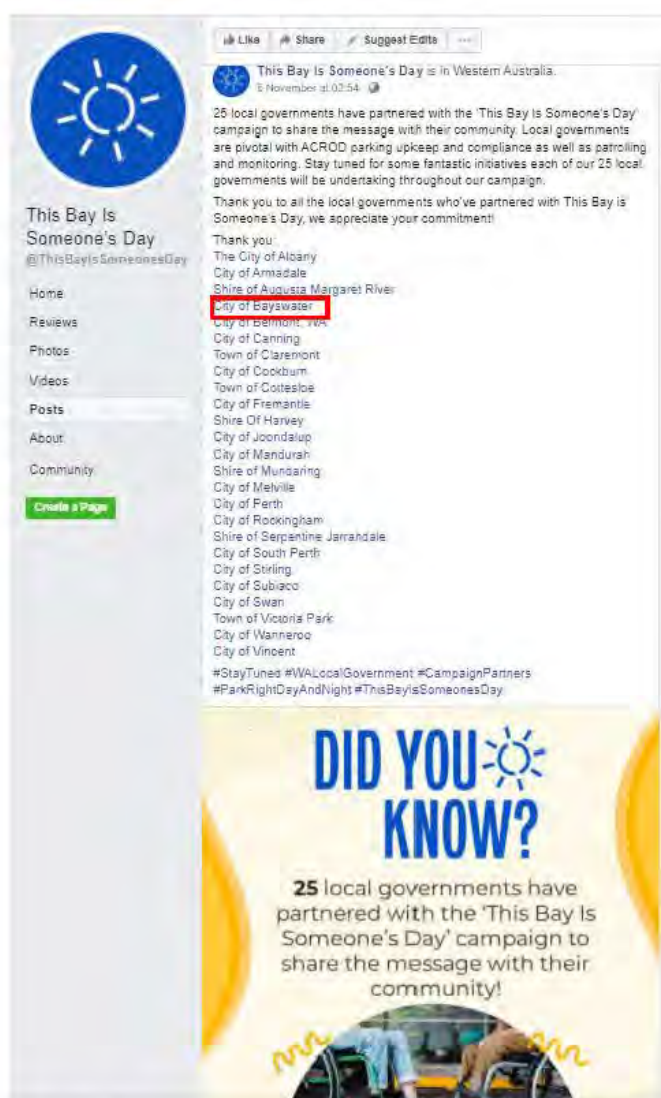 Like Share Suggest Edits ...
This Bay Is Someone's Day is in Western Australia.
5 November at 02:54
25 local governments have partnered with the 'This Bay Is Someone's Day'
campaign to share the message with their community. Local governments
are pivotal with ACROD parking upkeep and compliance as well as patrolling
and monitoring. Stay tuned for some fantastic initiatives each of our 25 local
governments will be undertaking throughout our campaign.
Thank you to all the local governments who've partnered with This Bay is
Someone's Day, we appreciate your commitment!
Thank you
The City of Albany
City of Armadale
Shire of Augusta Margaret River
City of Bayswater
City of Belmont, WA
City of Canning
Town of Claremont
City of Cockburn
Town of Cottesloe
City of Fremantle
Shire Of Harvey
City of Joondalup
City of Mandurah
Shire of Mundaring
City of Melville
City of Perth
City of Rockingham
Shire of Serpentine Jarrahdale
City of South Perth
City of Stirling
City of Subiaco
City of Swan
Town of Victoria Park
City of Wanneroo
City of Vincent
#StayTuned #WALocalGovernment #CampaignPartners
#ParkRightDayAndNight #ThisBayIsSomeonesDay
This Bay Is
Someone's Day
@ThisBayIsSomeonesDay
Home
Reviews
Photos
Videos
Posts
About
Community
Create a Page
DID YOU
KNOW?
25 local governments have
partnered with the 'This Bay Is
Someone's Day' campaign to
share the message with their
community!